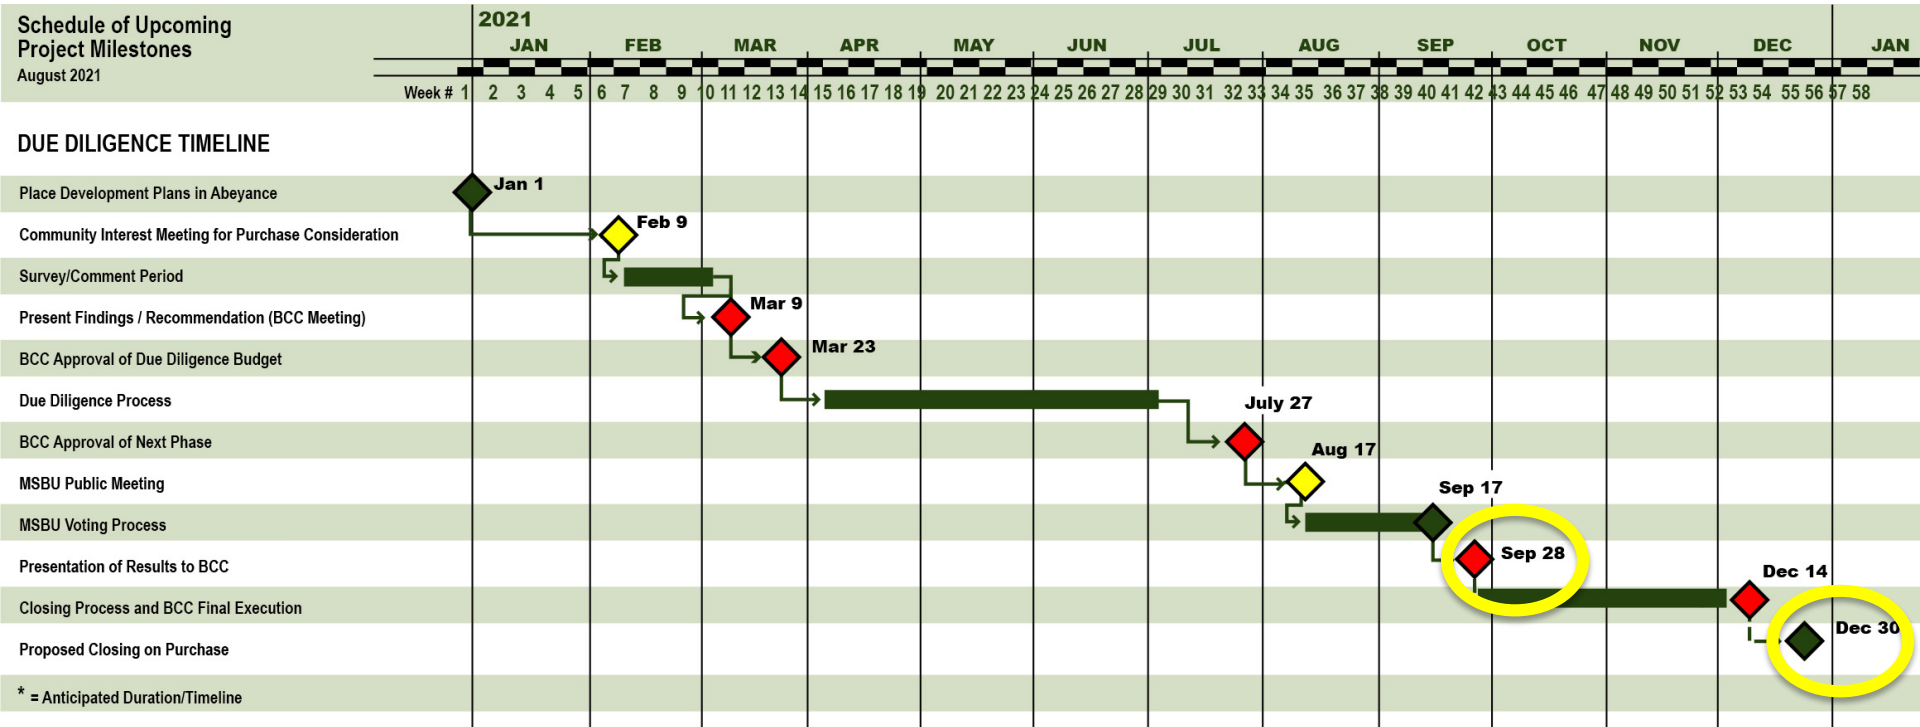 Schedule of Upcoming
Project Milestones
August 2021
2021
JAN FEB MAR APR MAY JUN JUL AUG SEP OCT NOV DEC JAN
Week # 1 2 3 4 5 6 7 8 9 10 11 12 13 14 15 16 17 18 19 20 21 22 23 24 25 26 27 28 29 30 31 32 33 34 35 36 37 38 39 40 41 42 43 44 45 46 47 48 49 50 51 52 53 54 55 56 57 58
DUE DILIGENCE TIMELINE
Place Development Plans in Abeyance Jan 1
Community Interest Meeting for Purchase Consideration Feb 9
Survey/Comment Period
Present Findings / Recommendation (BCC Meeting) Mar 9
BCC Approval of Due Diligence Budget Mar 23
Due Diligence Process
BCC Approval of Next Phase July 27
MSBU Public Meeting Aug 17
MSBU Voting Process Sep 17
Presentation of Results to BCC Sep 28
Closing Process and BCC Final Execution Dec 14
Proposed Closing on Purchase Dec 30
* = Anticipated Duration/Timeline